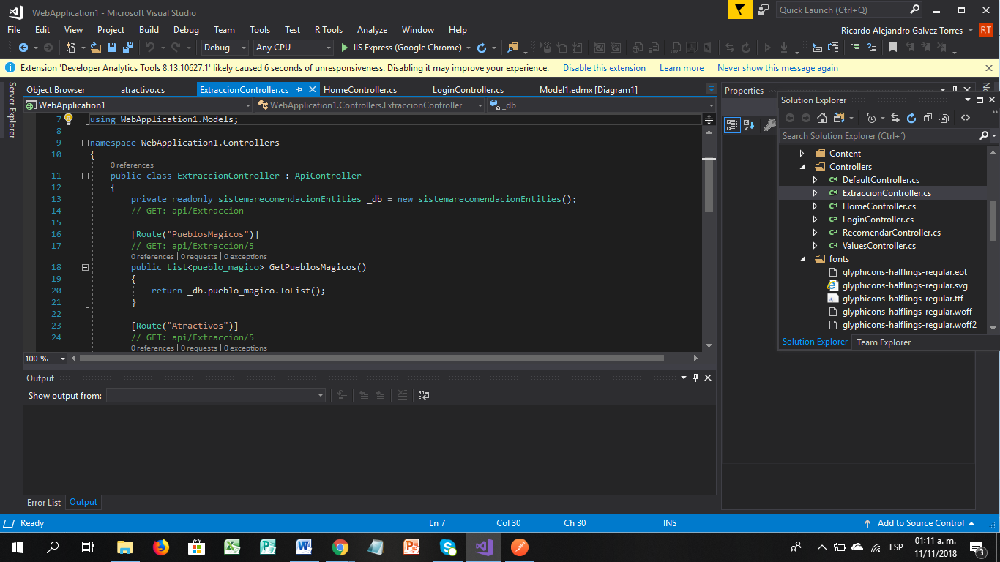 WebApplication1 - Microsoft Visual Studio
Quick Launch (Ctrl+Q)
File Edit View Project Build Debug Team Tools Test R Tools Analyze Window Help
Ricardo Alejandro Galvez Torres RT
Debug Any CPU IIS Express (Google Chrome)
Extension 'Developer Analytics Tools 8.13.10627.1' likely caused 6 seconds of unresponsiveness. Disabling it may improve your experience. Disable this extension Learn more Never show this message again
Server Explorer
Object Browser atractivo.cs ExtraccionController.cs HomeController.cs LoginController.cs Model1.edmx [Diagram1]
WebApplication1 WebApplication1.Controllers.ExtraccionController _db
7 using WebApplication1.Models;
8
9 namespace WebApplication1.Controllers
10 {
0 references
11 public class ExtraccionController : ApiController
12 {
13 private readonly sistemarecomendacionEntities _db = new sistemarecomendacionEntities();
14 // GET: api/Extraccion
15
16 [Route("PueblosMagicos")]
17 // GET: api/Extraccion/5
0 references | 0 requests | 0 exceptions
18 public List<pueblo_magico> GetPueblosMagicos()
19 {
20 return _db.pueblo_magico.ToList();
21 }
22
23 [Route("Atractivos")]
24 // GET: api/Extraccion/5
0 references | 0 requests | 0 exceptions
100 %
Output
Show output from:
Error List Output
Properties
Solution Explorer
Search Solution Explorer (Ctrl+´)
Content
Controllers
C# DefaultController.cs
C# ExtraccionController.cs
C# HomeController.cs
C# LoginController.cs
C# RecomendarController.cs
C# ValuesController.cs
fonts
glyphicons-halflings-regular.eot
glyphicons-halflings-regular.svg
glyphicons-halflings-regular.ttf
glyphicons-halflings-regular.woff
glyphicons-halflings-regular.woff2
Solution Explorer Team Explorer
Ready Ln 7 Col 30 Ch 30 INS Add to Source Control
ESP
01:11 a. m.
11/11/2018
3